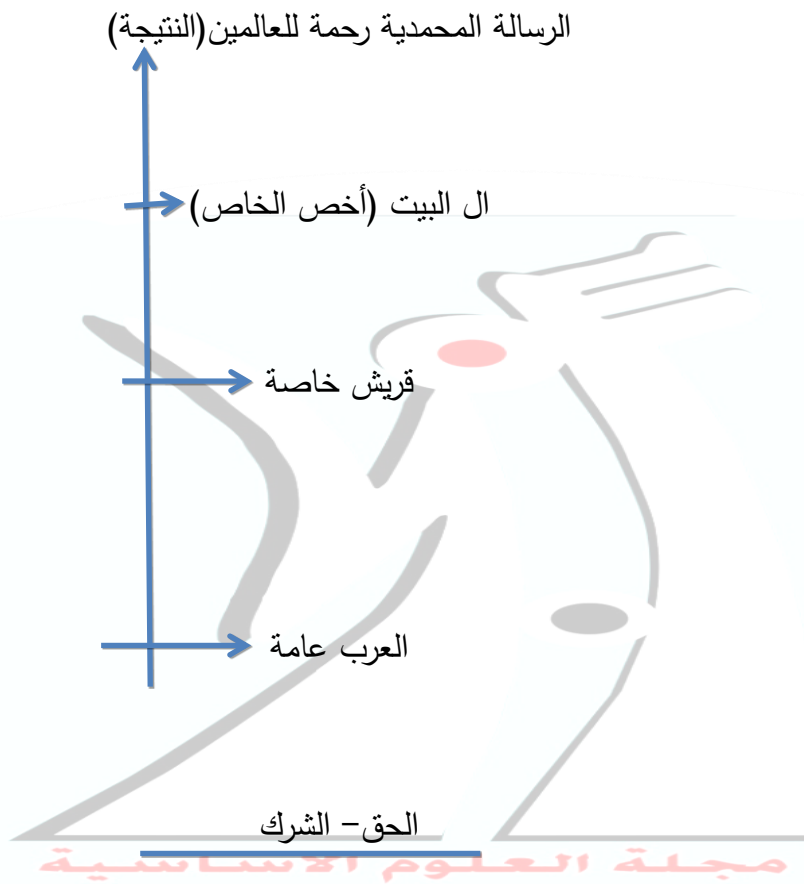 الرسالة المحمدية رحمة للعالمين(النتيجة)
ال البيت (أخص الخاص)
قريش خاصة
العرب عامة
الحق- الشرك
مجلة العلوم الاساسية